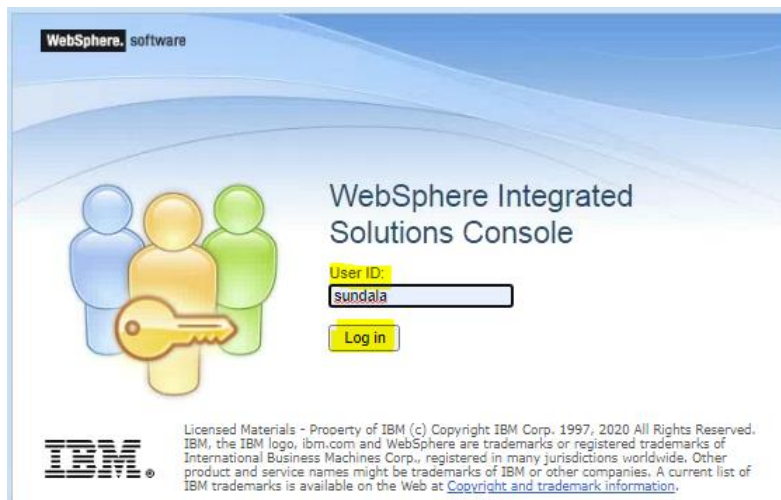 WebSphere. software
WebSphere Integrated
Solutions Console
User ID:
sundala
Log in
IBM®
Licensed Materials - Property of IBM (c) Copyright IBM Corp. 1997, 2020 All Rights Reserved.
IBM, the IBM logo, ibm.com and WebSphere are trademarks or registered trademarks of
International Business Machines Corp., registered in many jurisdictions worldwide. Other
product and service names might be trademarks of IBM or other companies. A current list of
IBM trademarks is available on the Web at Copyright and trademark information.